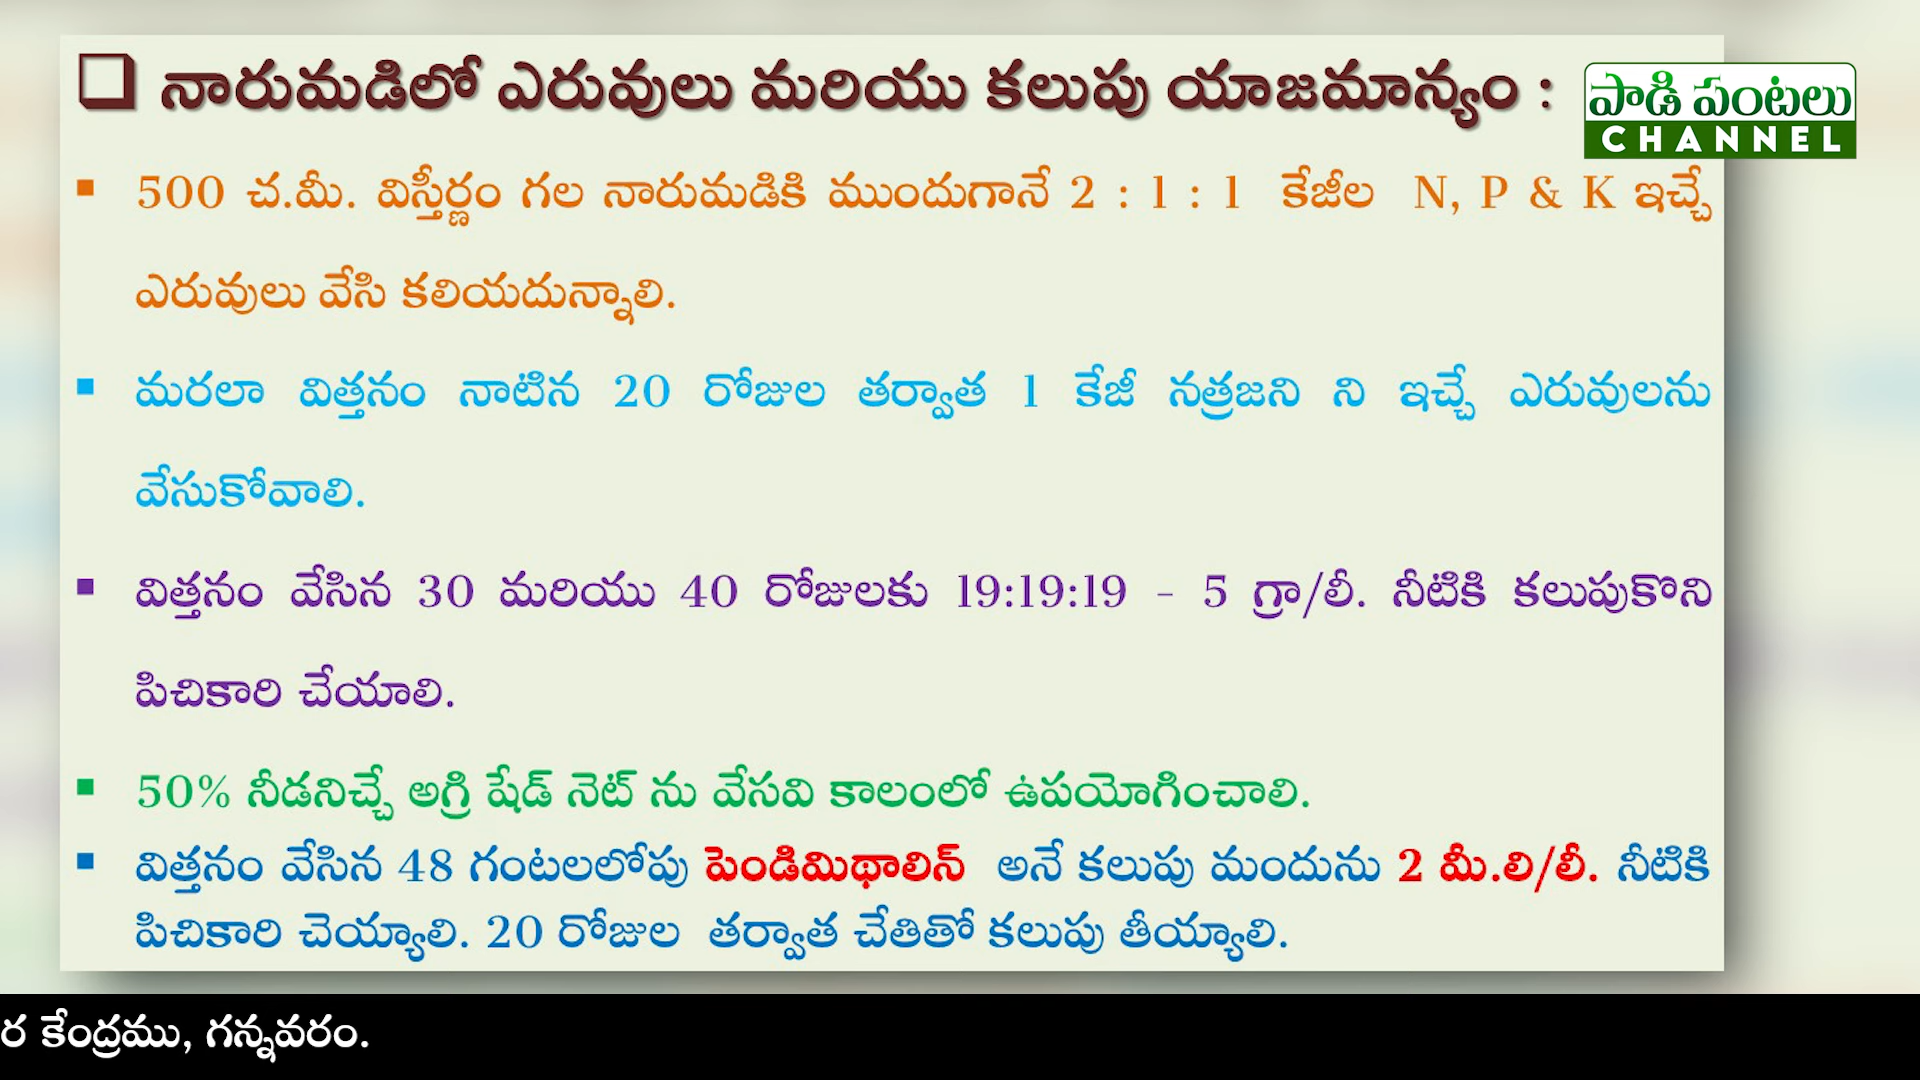 ❑ నారుమడిలో ఎరువులు మరియు కలుపు యాజమాన్యం :
పాడి పంటలు
CHANNEL
▪ 500 చ.మీ. విస్తీర్ణం గల నారుమడికి ముందుగానే 2 : 1 : 1 కేజీల N, P & K ఇచ్చే
ఎరువులు వేసి కలియదున్నాలి.
▪ మరలా విత్తనం నాటిన 20 రోజుల తర్వాత 1 కేజీ నత్రజని ని ఇచ్చే ఎరువులను
వేసుకోవాలి.
▪ విత్తనం వేసిన 30 మరియు 40 రోజులకు 19:19:19 - 5 గ్రా/లీ. నీటికి కలుపుకొని
పిచికారి చేయాలి.
▪ 50% నీడనిచ్చే అగ్రి షేడ్ నెట్ ను వేసవి కాలంలో ఉపయోగించాలి.
▪ విత్తనం వేసిన 48 గంటలలోపు పెండిమిథాలిన్ అనే కలుపు మందును 2 మీ.లి/లీ. నీటికి
పిచికారి చెయ్యాలి. 20 రోజుల తర్వాత చేతితో కలుపు తీయ్యాలి.
ర కేంద్రము, గన్నవరం.